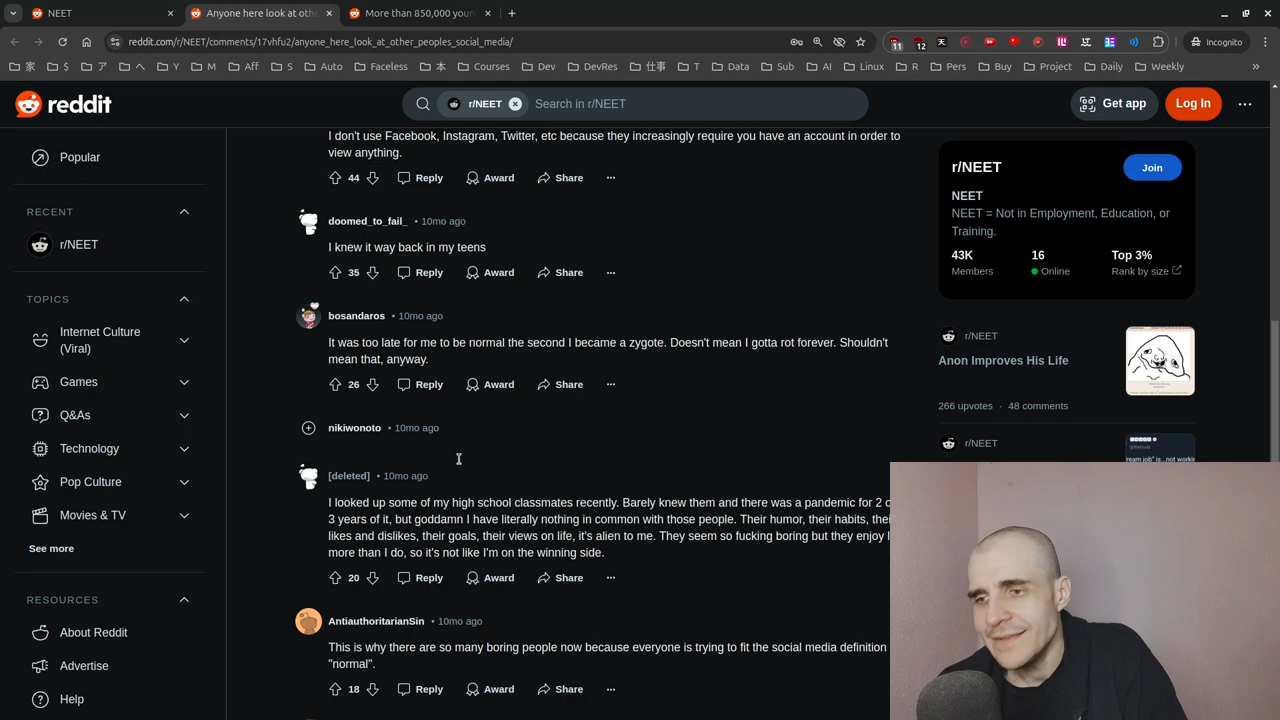 NEET
Anyone here look at othe
More than 850,000 youn
reddit.com/r/NEET/comments/17vhfu2/anyone_here_look_at_other_peoples_social_media/
11
12
Incognito
家
$
ア
へ
Y
M
Aff
S
Auto
Faceless
本
Courses
Dev
DevRes
仕事
T
Data
Sub
AI
Linux
R
Pers
Buy
Project
Daily
Weekly
reddit
r/NEET
Search in r/NEET
Get app
Log In
Popular
RECENT
r/NEET
TOPICS
Internet Culture
(Viral)
Games
Q&As
Technology
Pop Culture
Movies & TV
See more
RESOURCES
About Reddit
Advertise
Help
I don't use Facebook, Instagram, Twitter, etc because they increasingly require you have an account in order to
view anything.
44 Reply Award Share
doomed_to_fail_ • 10mo ago
I knew it way back in my teens
35 Reply Award Share
bosandaros • 10mo ago
It was too late for me to be normal the second I became a zygote. Doesn't mean I gotta rot forever. Shouldn't
mean that, anyway.
26 Reply Award Share
nikiwonoto • 10mo ago
[deleted] • 10mo ago
I looked up some of my high school classmates recently. Barely knew them and there was a pandemic for 2 o
3 years of it, but goddamn I have literally nothing in common with those people. Their humor, their habits, thei
likes and dislikes, their goals, their views on life, it's alien to me. They seem so fucking boring but they enjoy l
more than I do, so it's not like I'm on the winning side.
20 Reply Award Share
AntiauthoritarianSin • 10mo ago
This is why there are so many boring people now because everyone is trying to fit the social media definition
"normal".
18 Reply Award Share
r/NEET
Join
NEET
NEET = Not in Employment, Education, or
Training.
43K
Members
16
Online
Top 3%
Rank by size
r/NEET
Anon Improves His Life
266 upvotes · 48 comments
r/NEET